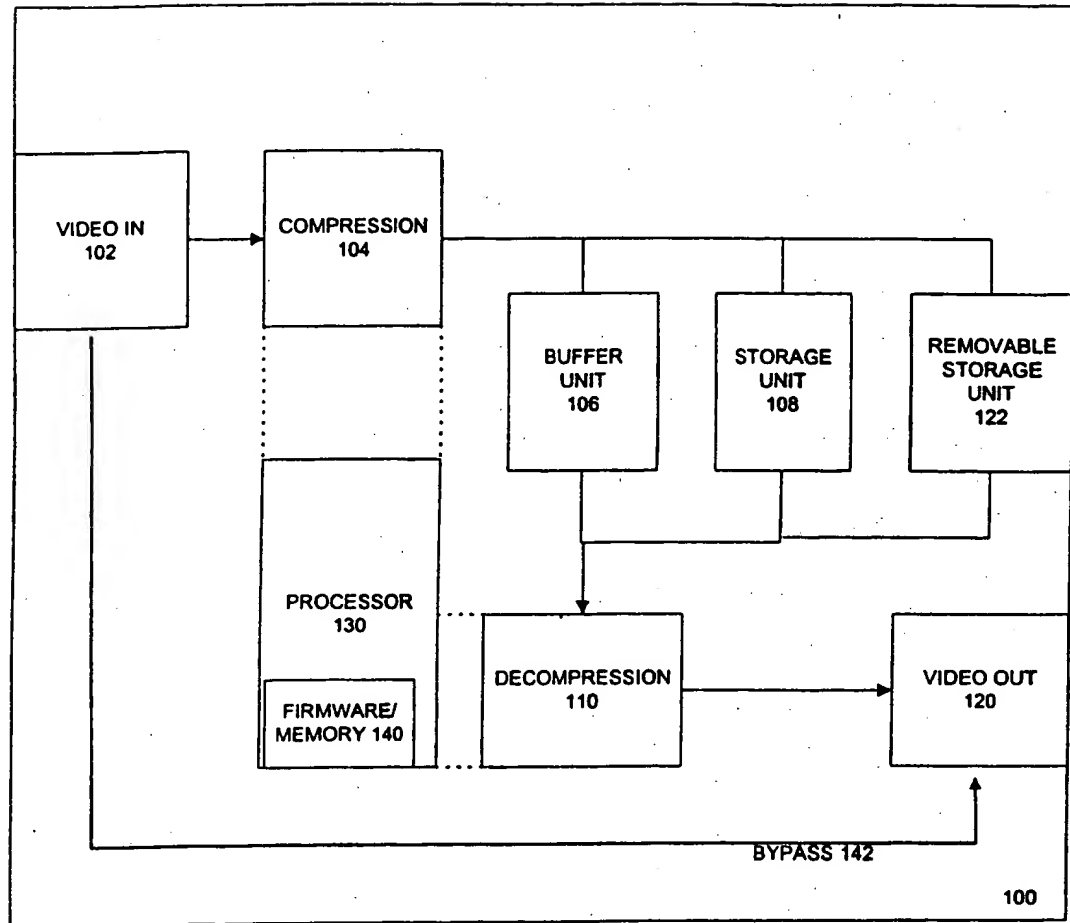 VIDEO IN
102
COMPRESSION
104
BUFFER
UNIT
106
STORAGE
UNIT
108
REMOVABLE
STORAGE
UNIT
122
PROCESSOR
130
FIRMWARE/
MEMORY 140
DECOMPRESSION
110
VIDEO OUT
120
BYPASS 142
100